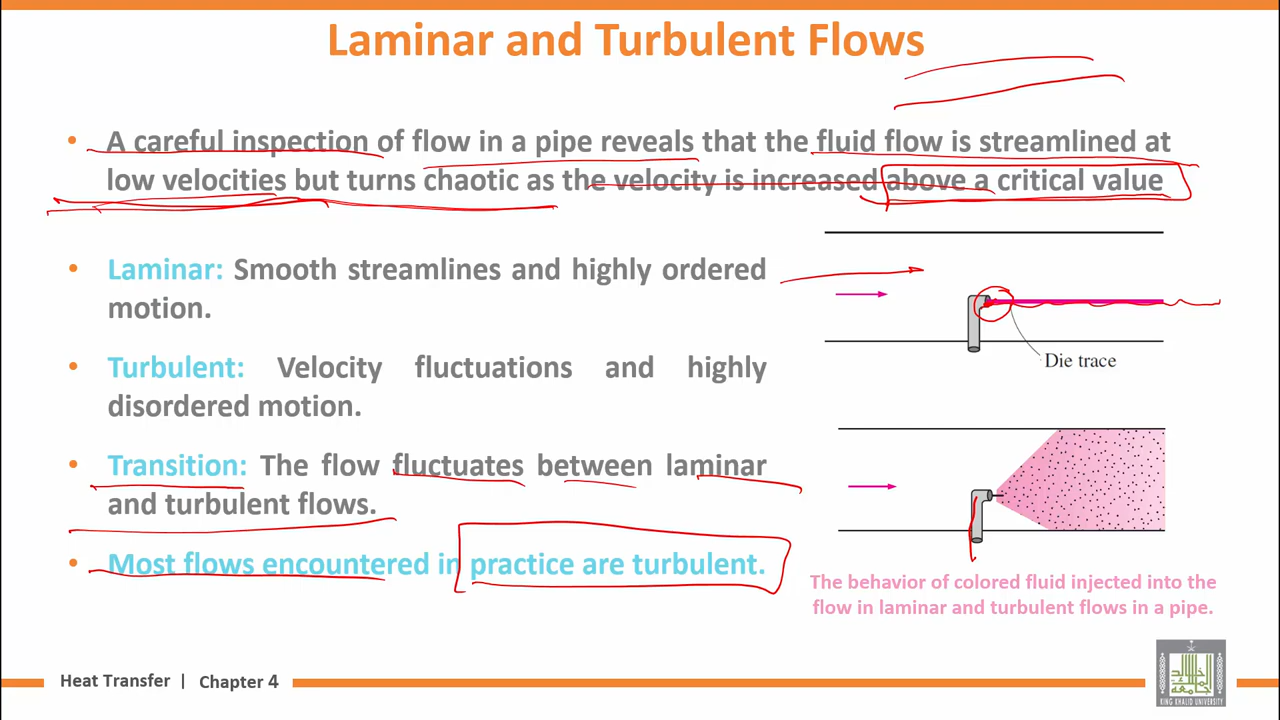 Laminar and Turbulent Flows
• A careful inspection of flow in a pipe reveals that the fluid flow is streamlined at
low velocities but turns chaotic as the velocity is increased above a critical value
• Laminar: Smooth streamlines and highly ordered
motion.
• Turbulent: Velocity fluctuations and highly
disordered motion.
• Transition: The flow fluctuates between laminar
and turbulent flows.
• Most flows encountered in practice are turbulent.
Die trace
The behavior of colored fluid injected into the
flow in laminar and turbulent flows in a pipe.
Heat Transfer | Chapter 4
KING KHALID UNIVERSITY